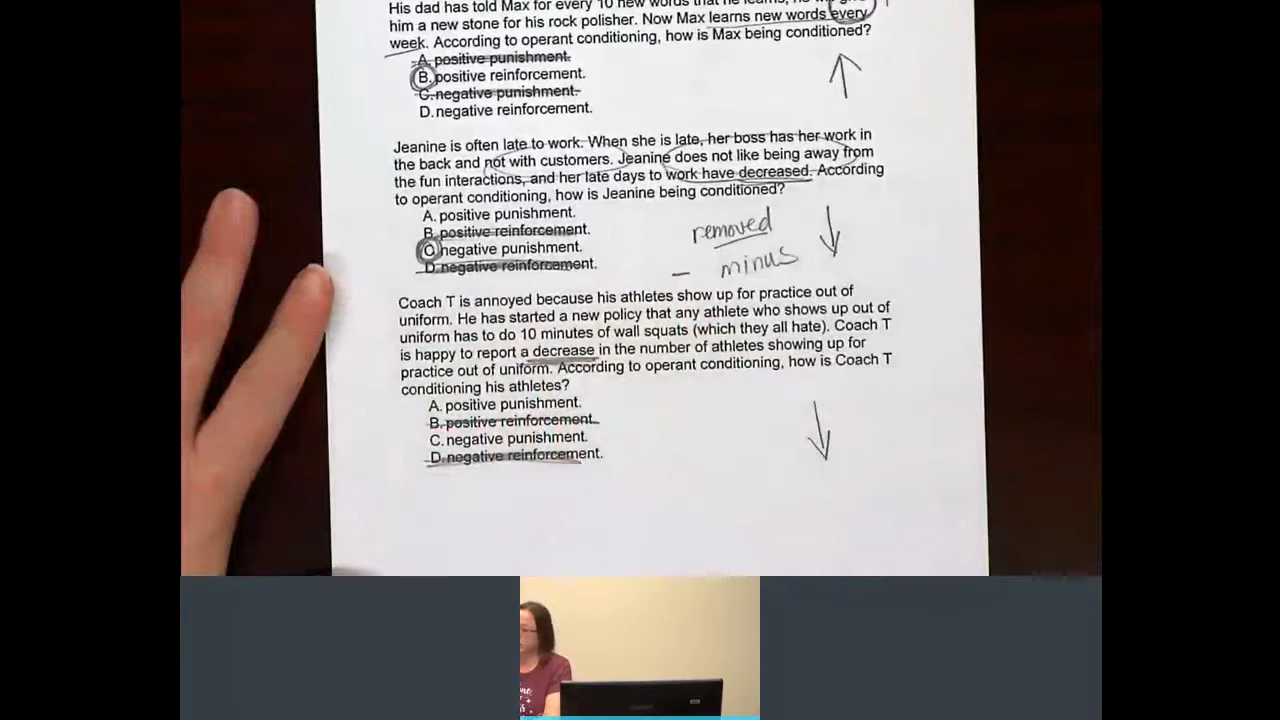 His dad has told Max for every 10 new words that he learns, he will give
him a new stone for his rock polisher. Now Max learns new words every
week. According to operant conditioning, how is Max being conditioned?
A. positive punishment.
B. positive reinforcement.
C. negative punishment.
D. negative reinforcement.
Jeanine is often late to work. When she is late, her boss has her work in
the back and not with customers. Jeanine does not like being away from
the fun interactions, and her late days to work have decreased. According
to operant conditioning, how is Jeanine being conditioned?
A. positive punishment.
B. positive reinforcement.
C. negative punishment.
D. negative reinforcement.
removed
– minus
Coach T is annoyed because his athletes show up for practice out of
uniform. He has started a new policy that any athlete who shows up out of
uniform has to do 10 minutes of wall squats (which they all hate). Coach T
is happy to report a decrease in the number of athletes showing up for
practice out of uniform. According to operant conditioning, how is Coach T
conditioning his athletes?
A. positive punishment.
B. positive reinforcement.
C. negative punishment.
D. negative reinforcement.